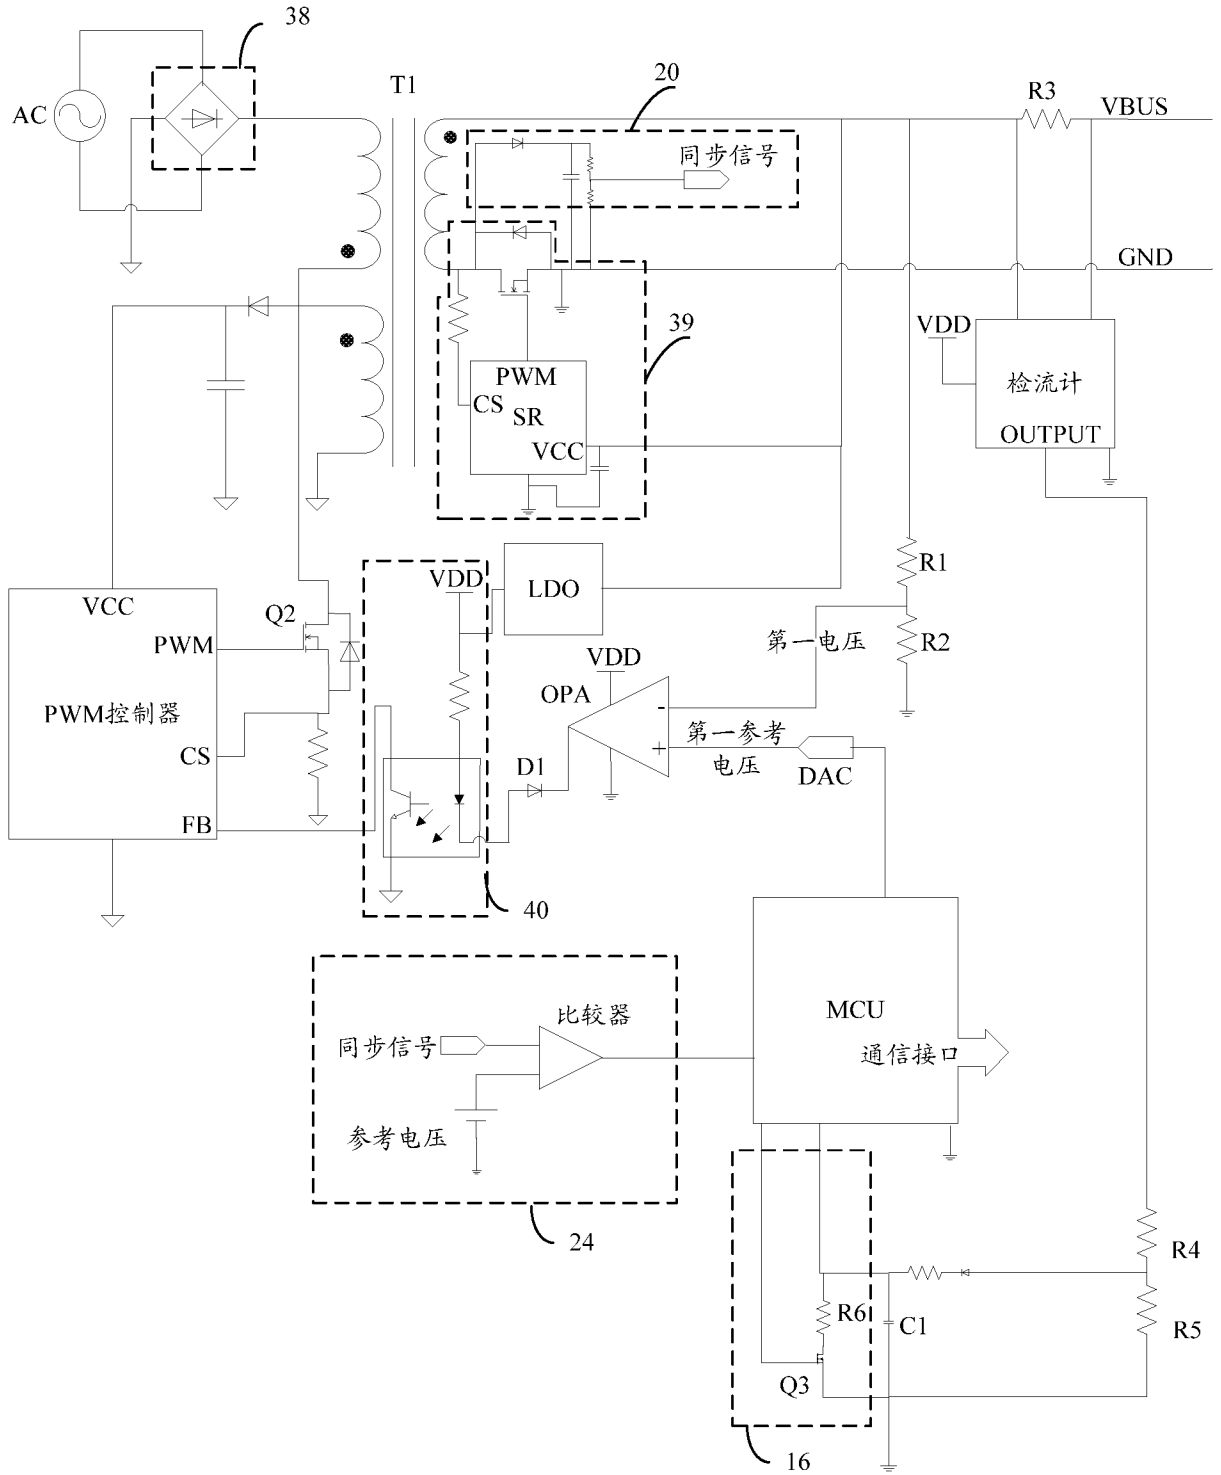 38
T1
20
AC
R3
VBUS
同步信号
GND
39
VDD
PWM
CS
SR
VCC
检流计
OUTPUT
VCC
PWM
PWM控制器
CS
FB
Q2
VDD
LDO
R1
R2
第一电压
VDD
OPA
-
+
第一参考
电压
DAC
D1
40
MCU
通信接口
比较器
同步信号
参考电压
24
R4
R5
R6
C1
Q3
16